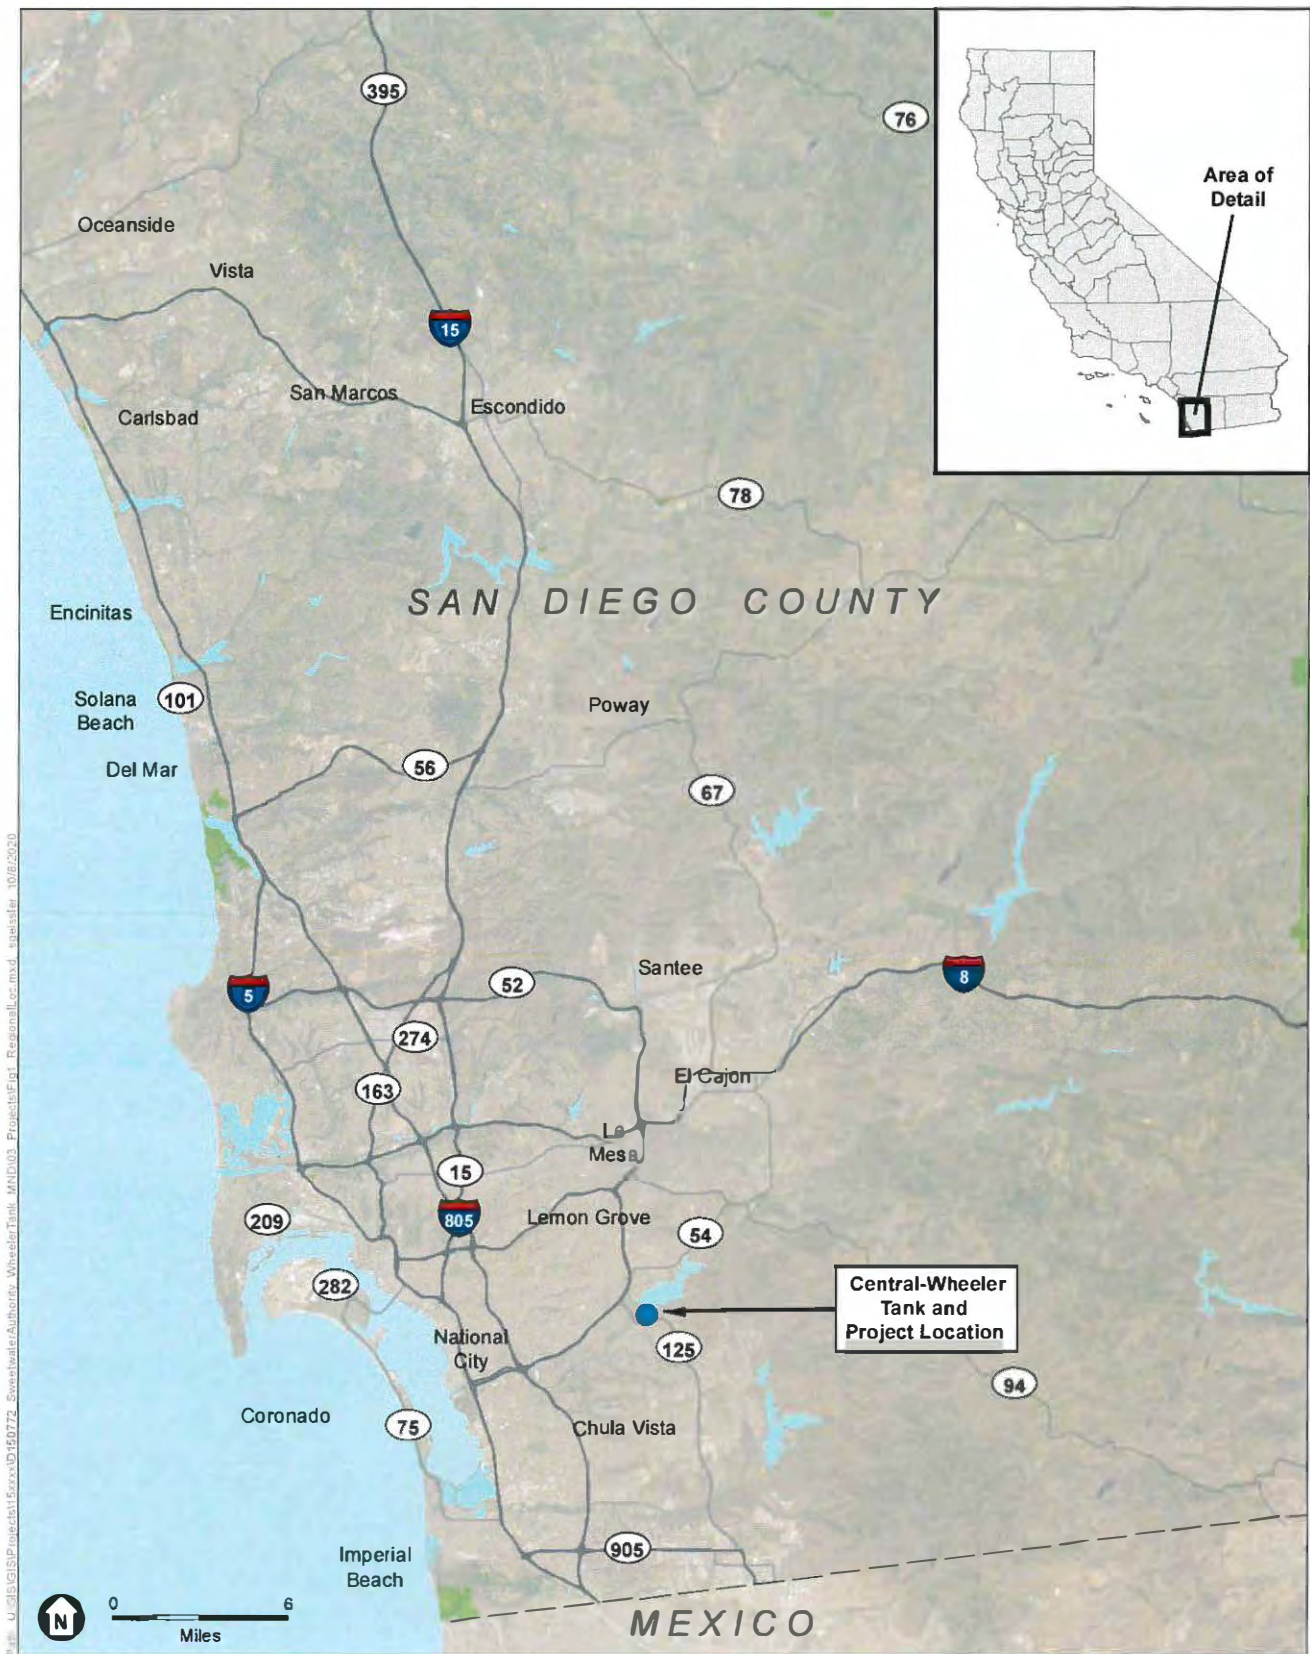 395
76
Area of
Detail
Oceanside
Vista
15
San Marcos
Escondido
Carlsbad
78
SAN DIEGO COUNTY
Encinitas
Solana
Beach
101
Poway
Del Mar
56
67
Santee
8
5
52
274
El Cajon
163
La
Mesa
15
209
805
Lemon Grove
54
282
Central-Wheeler
Tank and
Project Location
National
City
125
94
Coronado
75
Chula Vista
905
Imperial
Beach
N
0 6
Miles
MEXICO